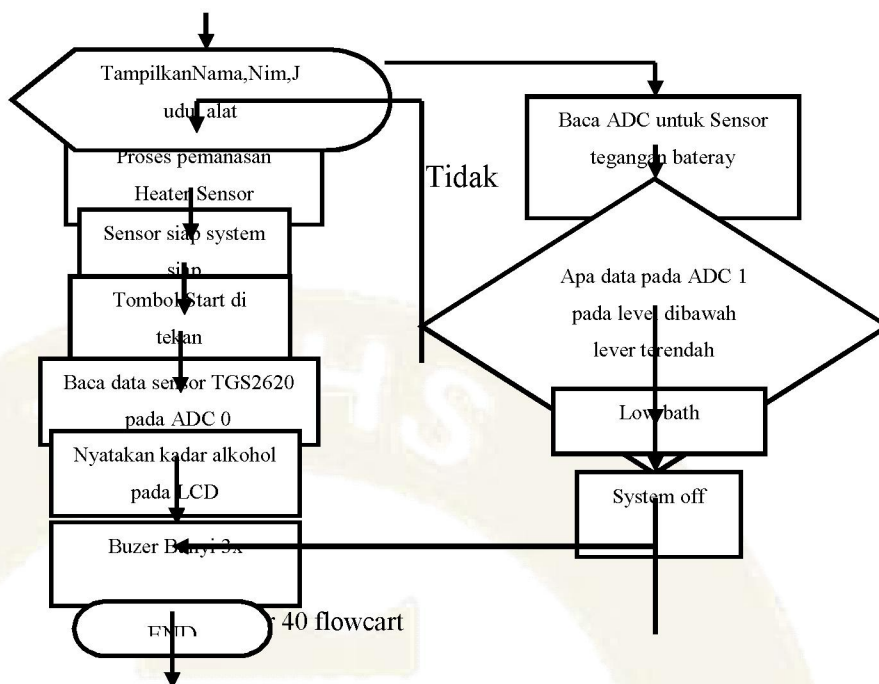 TampilkanNama,Nim,J
udul alat
Proses pemanasan
Heater Sensor
Sensor siap system
siap
Tombol Start di
tekan
Baca data sensor TGS2620
pada ADC 0
Nyatakan kadar alkohol
pada LCD
Buzer Bunyi 3x
END
Tidak
Baca ADC untuk Sensor
tegangan bateray
Apa data pada ADC 1
pada level dibawah
lever terendah
Low bath
System off
40 flowcart